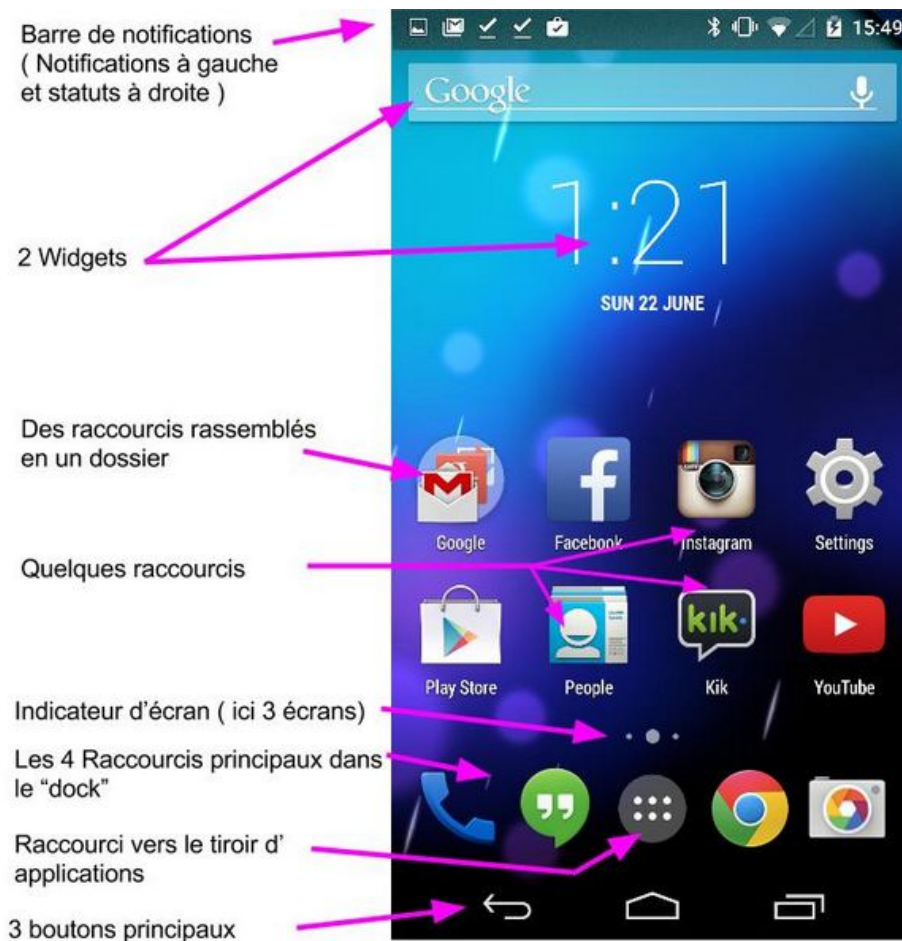 Barre de notifications
( Notifications à gauche
et statuts à droite )
15:49
Google
1:21
2 Widgets
SUN 22 JUNE
Des raccourcis rassemblés
en un dossier
Google Facebook Instagram Settings
Quelques raccourcis
kik
Play Store People Kik YouTube
Indicateur d'écran ( ici 3 écrans)
Les 4 Raccourcis principaux dans
le “dock”
Raccourci vers le tiroir d'
applications
3 boutons principaux